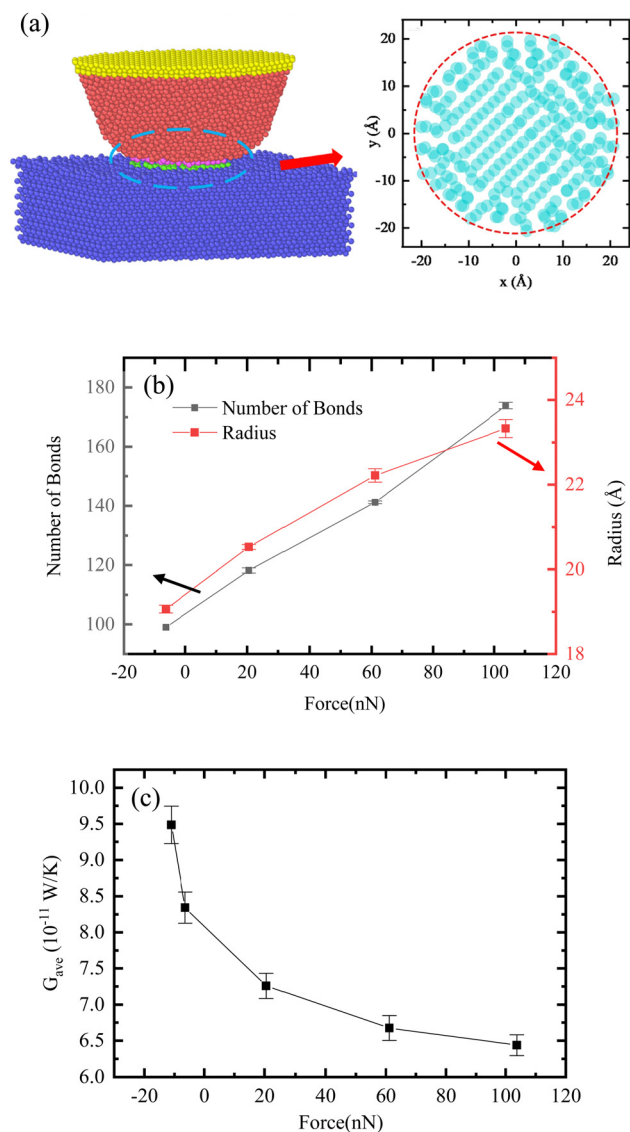 (a)
20
10
0
-10
-20
y (Å)
-20 -10 0 10 20
x (Å)
(b)
Number of Bonds
Radius
180
160
140
120
100
Number of Bonds
24
22
20
18
Radius (Å)
-20 0 20 40 60 80 100 120
Force(nN)
(c)
10.0
9.5
9.0
8.5
8.0
7.5
7.0
6.5
6.0
G_ave (10^-11 W/K)
0 20 40 60 80 100 120
Force(nN)